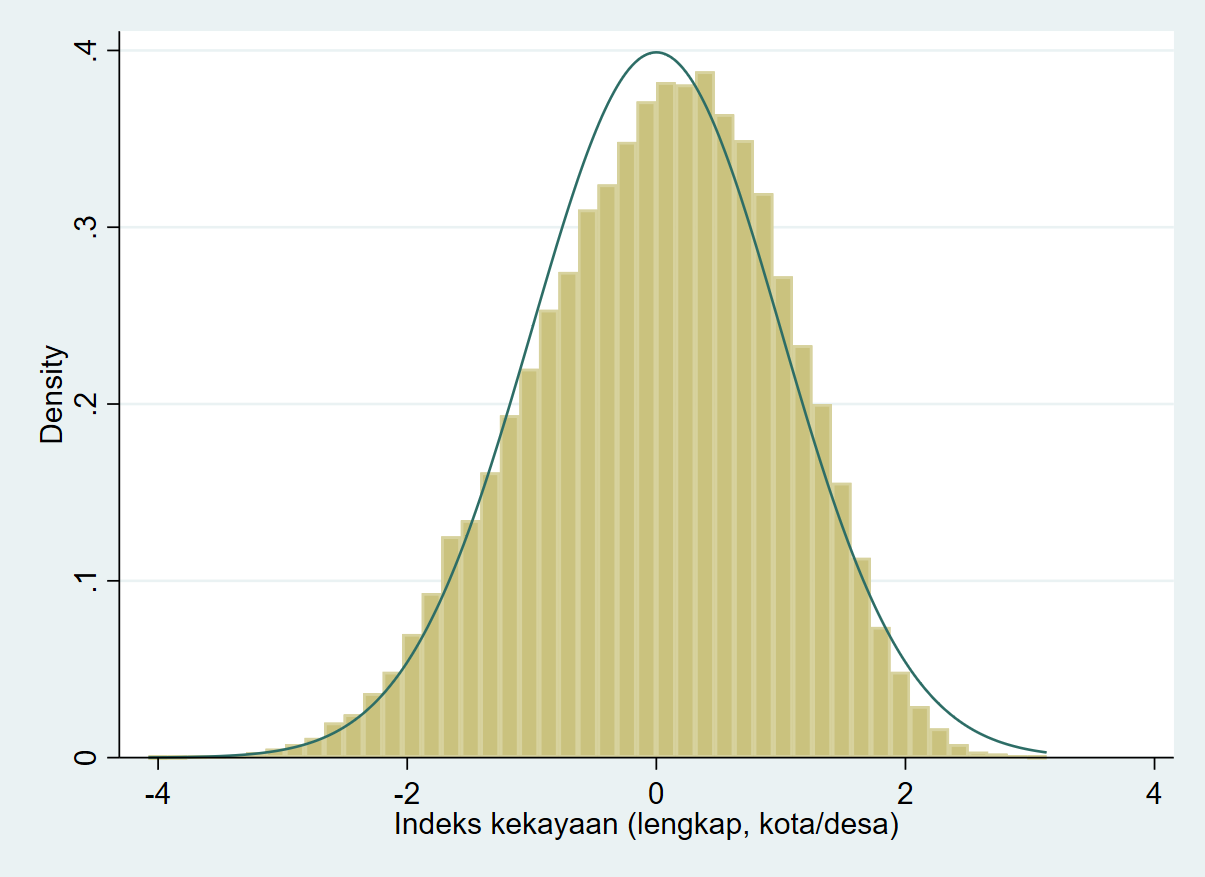 Density
.4
.3
.2
.1
0
-4 -2 0 2 4
Indeks kekayaan (lengkap, kota/desa)